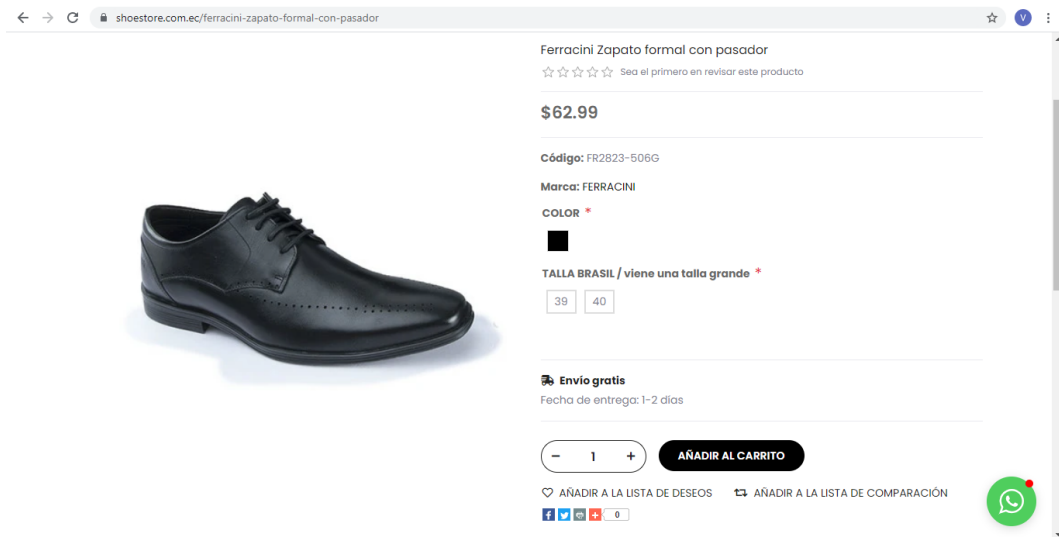 shoestore.com.ec/ferracini-zapato-formal-con-pasador
V
Ferracini Zapato formal con pasador
Sea el primero en revisar este producto
$62.99
Código: FR2823-506G
Marca: FERRACINI
COLOR *
TALLA BRASIL / viene una talla grande *
39 40
Envío gratis
Fecha de entrega: 1-2 días
- 1 +
AÑADIR AL CARRITO
AÑADIR A LA LISTA DE DESEOS AÑADIR A LA LISTA DE COMPARACIÓN
0